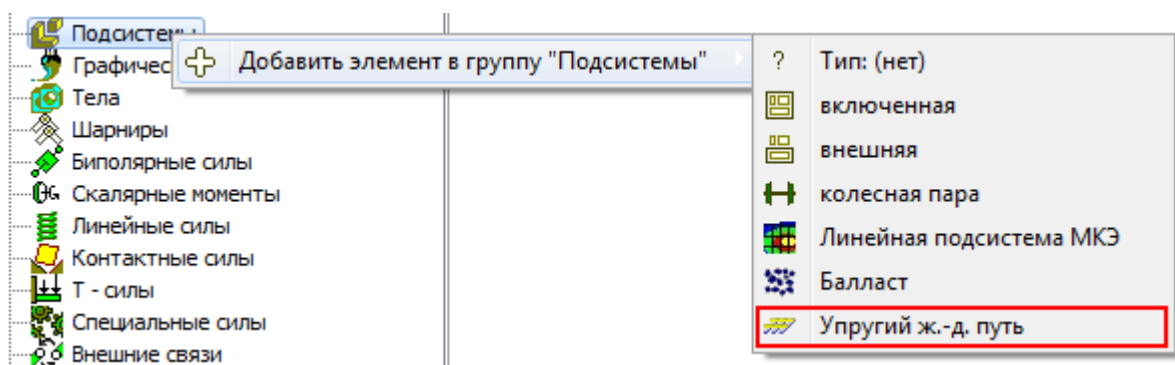 Подсистемы
Графичес
Тела
Шарниры
Биполярные силы
Скалярные моменты
Линейные силы
Контактные силы
Т - силы
Специальные силы
Внешние связи
Добавить элемент в группу "Подсистемы"
? Тип: (нет)
включенная
внешняя
колесная пара
Линейная подсистема МКЭ
Балласт
Упругий ж.-д. путь